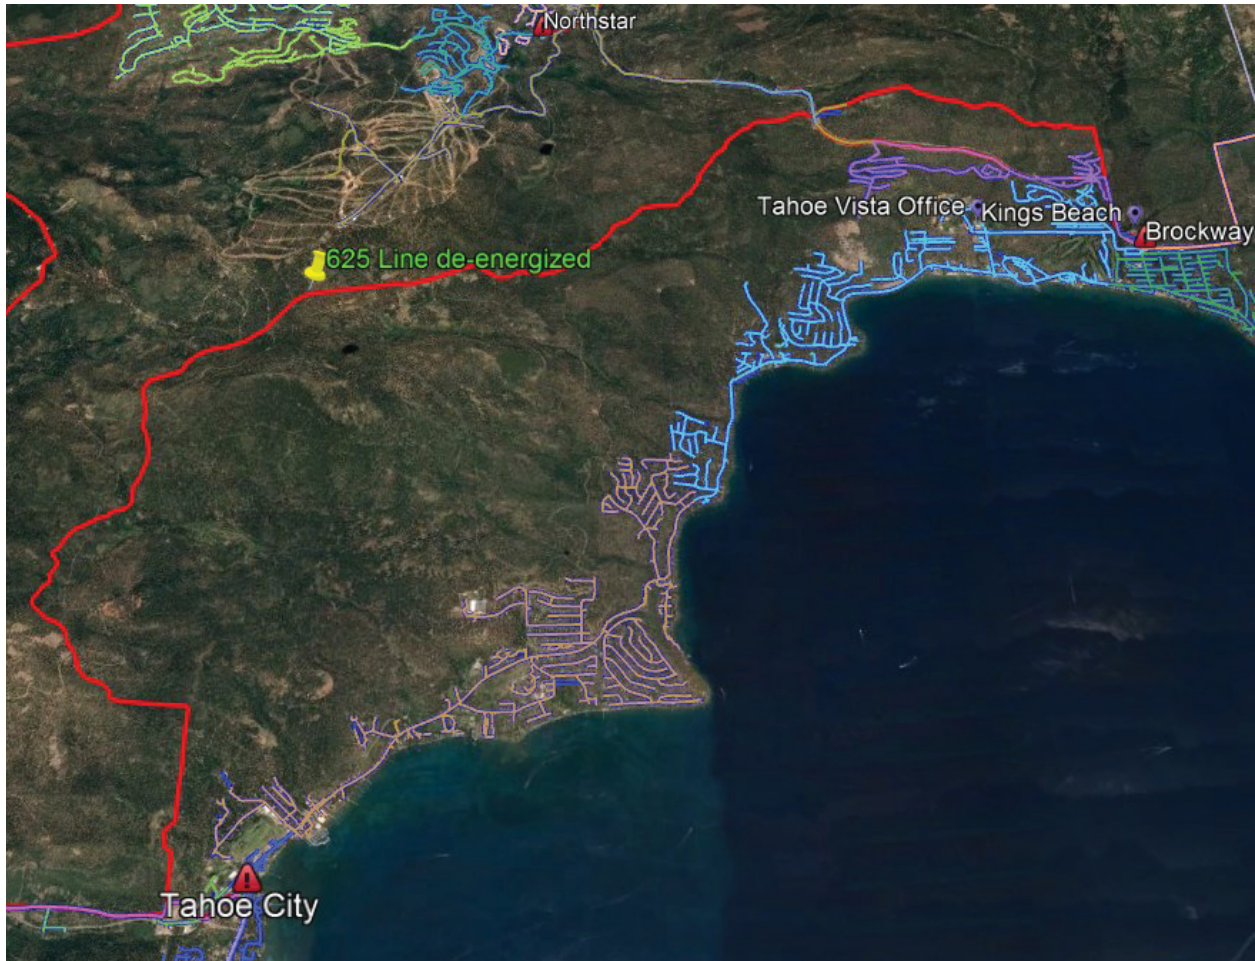 Northstar
Tahoe Vista Office
Kings Beach
Brockway
625 Line de-energized
Tahoe City